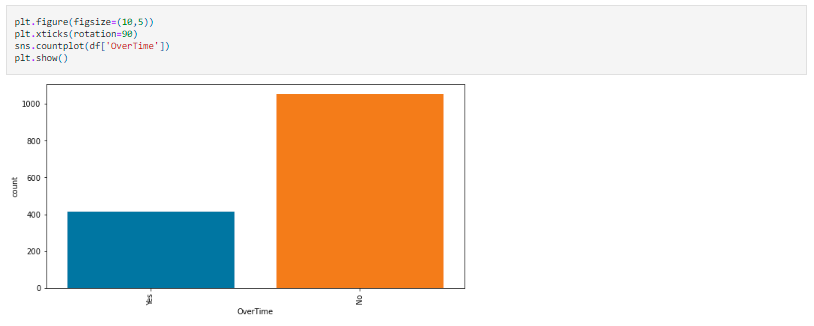 plt.figure(figsize=(10,5))
plt.xticks(rotation=90)
sns.countplot(df['OverTime'])
plt.show()
1000
800
600
400
200
0
count
Yes
No
OverTime